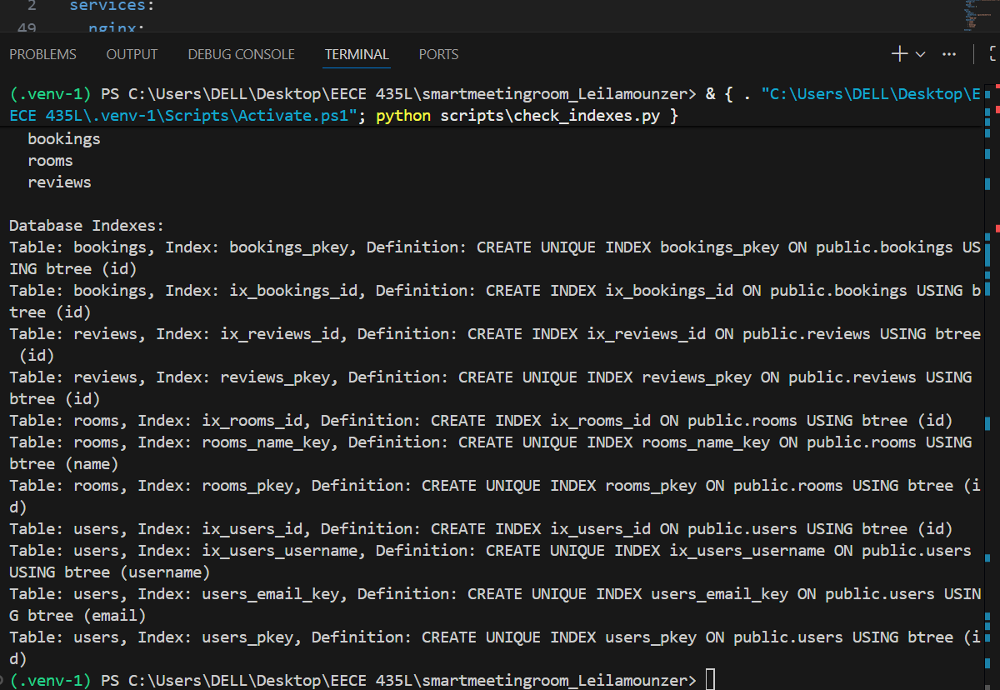 2 services:
49 nginx:
PROBLEMS OUTPUT DEBUG CONSOLE TERMINAL PORTS
(.venv-1) PS C:\Users\DELL\Desktop\EECE 435L\smartmeetingroom_Leilamounzer> & { . "C:\Users\DELL\Desktop\E
ECE 435L\.venv-1\Scripts\Activate.ps1"; python scripts\check_indexes.py }
bookings
rooms
reviews
Database Indexes:
Table: bookings, Index: bookings_pkey, Definition: CREATE UNIQUE INDEX bookings_pkey ON public.bookings US
ING btree (id)
Table: bookings, Index: ix_bookings_id, Definition: CREATE INDEX ix_bookings_id ON public.bookings USING b
tree (id)
Table: reviews, Index: ix_reviews_id, Definition: CREATE INDEX ix_reviews_id ON public.reviews USING btree
(id)
Table: reviews, Index: reviews_pkey, Definition: CREATE UNIQUE INDEX reviews_pkey ON public.reviews USING
btree (id)
Table: rooms, Index: ix_rooms_id, Definition: CREATE INDEX ix_rooms_id ON public.rooms USING btree (id)
Table: rooms, Index: rooms_name_key, Definition: CREATE UNIQUE INDEX rooms_name_key ON public.rooms USING
btree (name)
Table: rooms, Index: rooms_pkey, Definition: CREATE UNIQUE INDEX rooms_pkey ON public.rooms USING btree (i
d)
Table: users, Index: ix_users_id, Definition: CREATE INDEX ix_users_id ON public.users USING btree (id)
Table: users, Index: ix_users_username, Definition: CREATE UNIQUE INDEX ix_users_username ON public.users
USING btree (username)
Table: users, Index: users_email_key, Definition: CREATE UNIQUE INDEX users_email_key ON public.users USIN
G btree (email)
Table: users, Index: users_pkey, Definition: CREATE UNIQUE INDEX users_pkey ON public.users USING btree (i
d)
(.venv-1) PS C:\Users\DELL\Desktop\EECE 435L\smartmeetingroom_Leilamounzer>